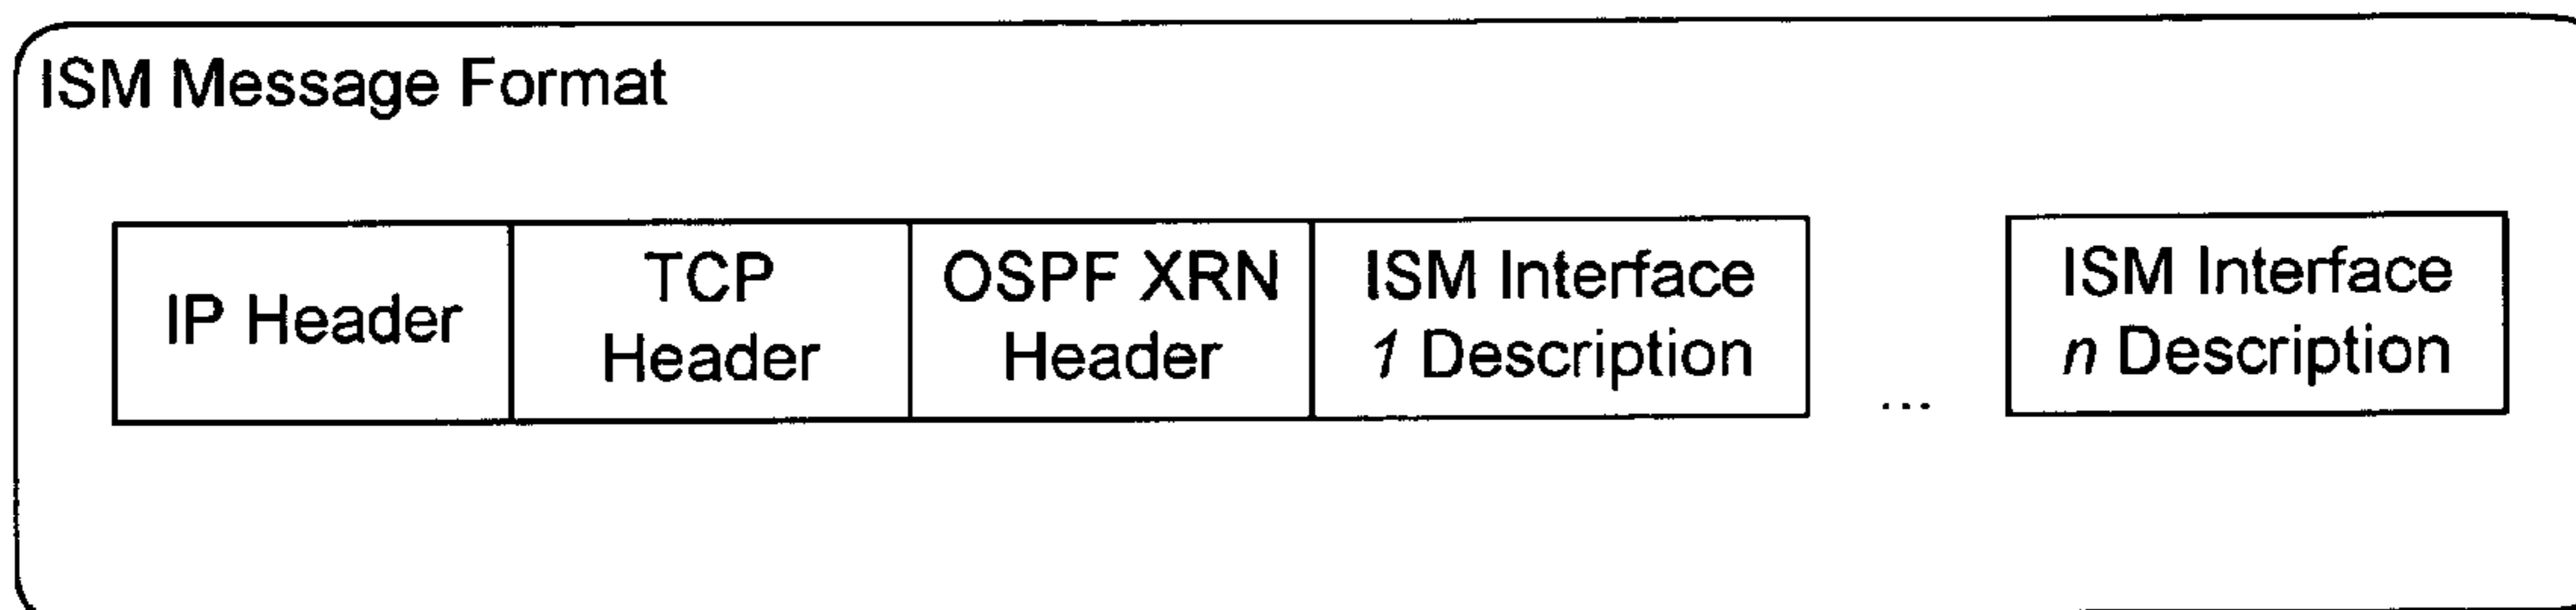 ISM Message Format
IP Header
TCP
Header
OSPF XRN
Header
ISM Interface
1 Description
...
ISM Interface
n Description